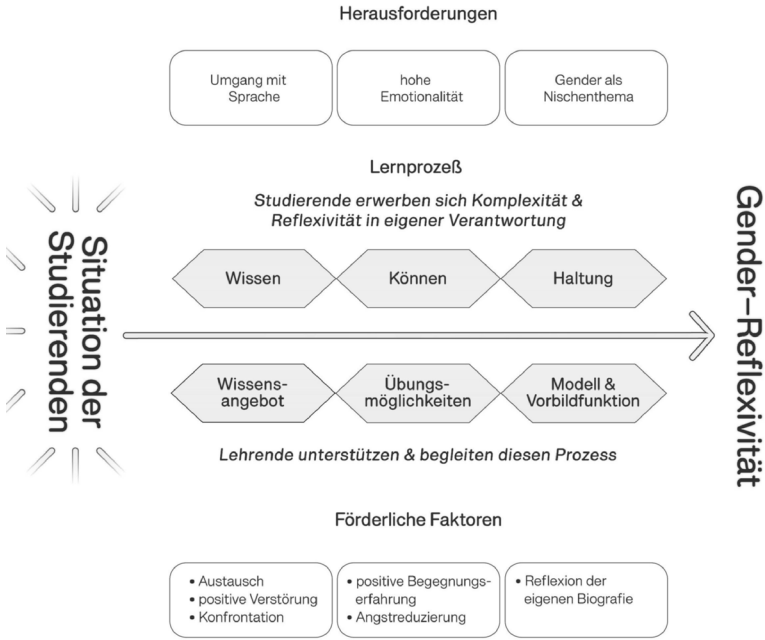 Herausforderungen
Umgang mit
Sprache
hohe
Emotionalität
Gender als
Nischenthema
Lernprozeß
Studierende erwerben sich Komplexität &
Reflexivität in eigener Verantwortung
Situation der
Studierenden
Wissen
Können
Haltung
Wissens-
angebot
Übungs-
möglichkeiten
Modell &
Vorbildfunktion
Gender–Reflexivität
Lehrende unterstützen & begleiten diesen Prozess
Förderliche Faktoren
• Austausch
• positive Verstörung
• Konfrontation
• positive Begegnungs-
erfahrung
• Angstreduzierung
• Reflexion der
eigenen Biografie